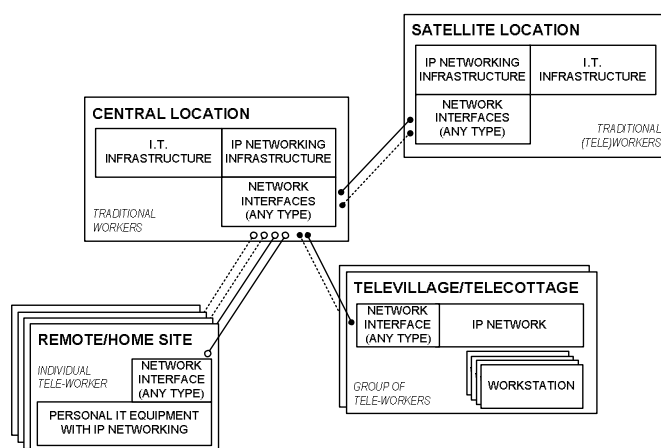 SATELLITE LOCATION
IP NETWORKING
INFRASTRUCTURE
I.T.
INFRASTRUCTURE
NETWORK
INTERFACES
(ANY TYPE)
TRADITIONAL
(TELE)WORKERS
CENTRAL LOCATION
I.T.
INFRASTRUCTURE
IP NETWORKING
INFRASTRUCTURE
NETWORK
INTERFACES
(ANY TYPE)
TRADITIONAL
WORKERS
TELEVILLAGE/TELECOTTAGE
NETWORK
INTERFACE
(ANY TYPE)
IP NETWORK
WORKSTATION
GROUP OF
TELE-WORKERS
REMOTE/HOME SITE
INDIVIDUAL
TELE-WORKER
NETWORK
INTERFACE
(ANY TYPE)
PERSONAL IT EQUIPMENT
WITH IP NETWORKING